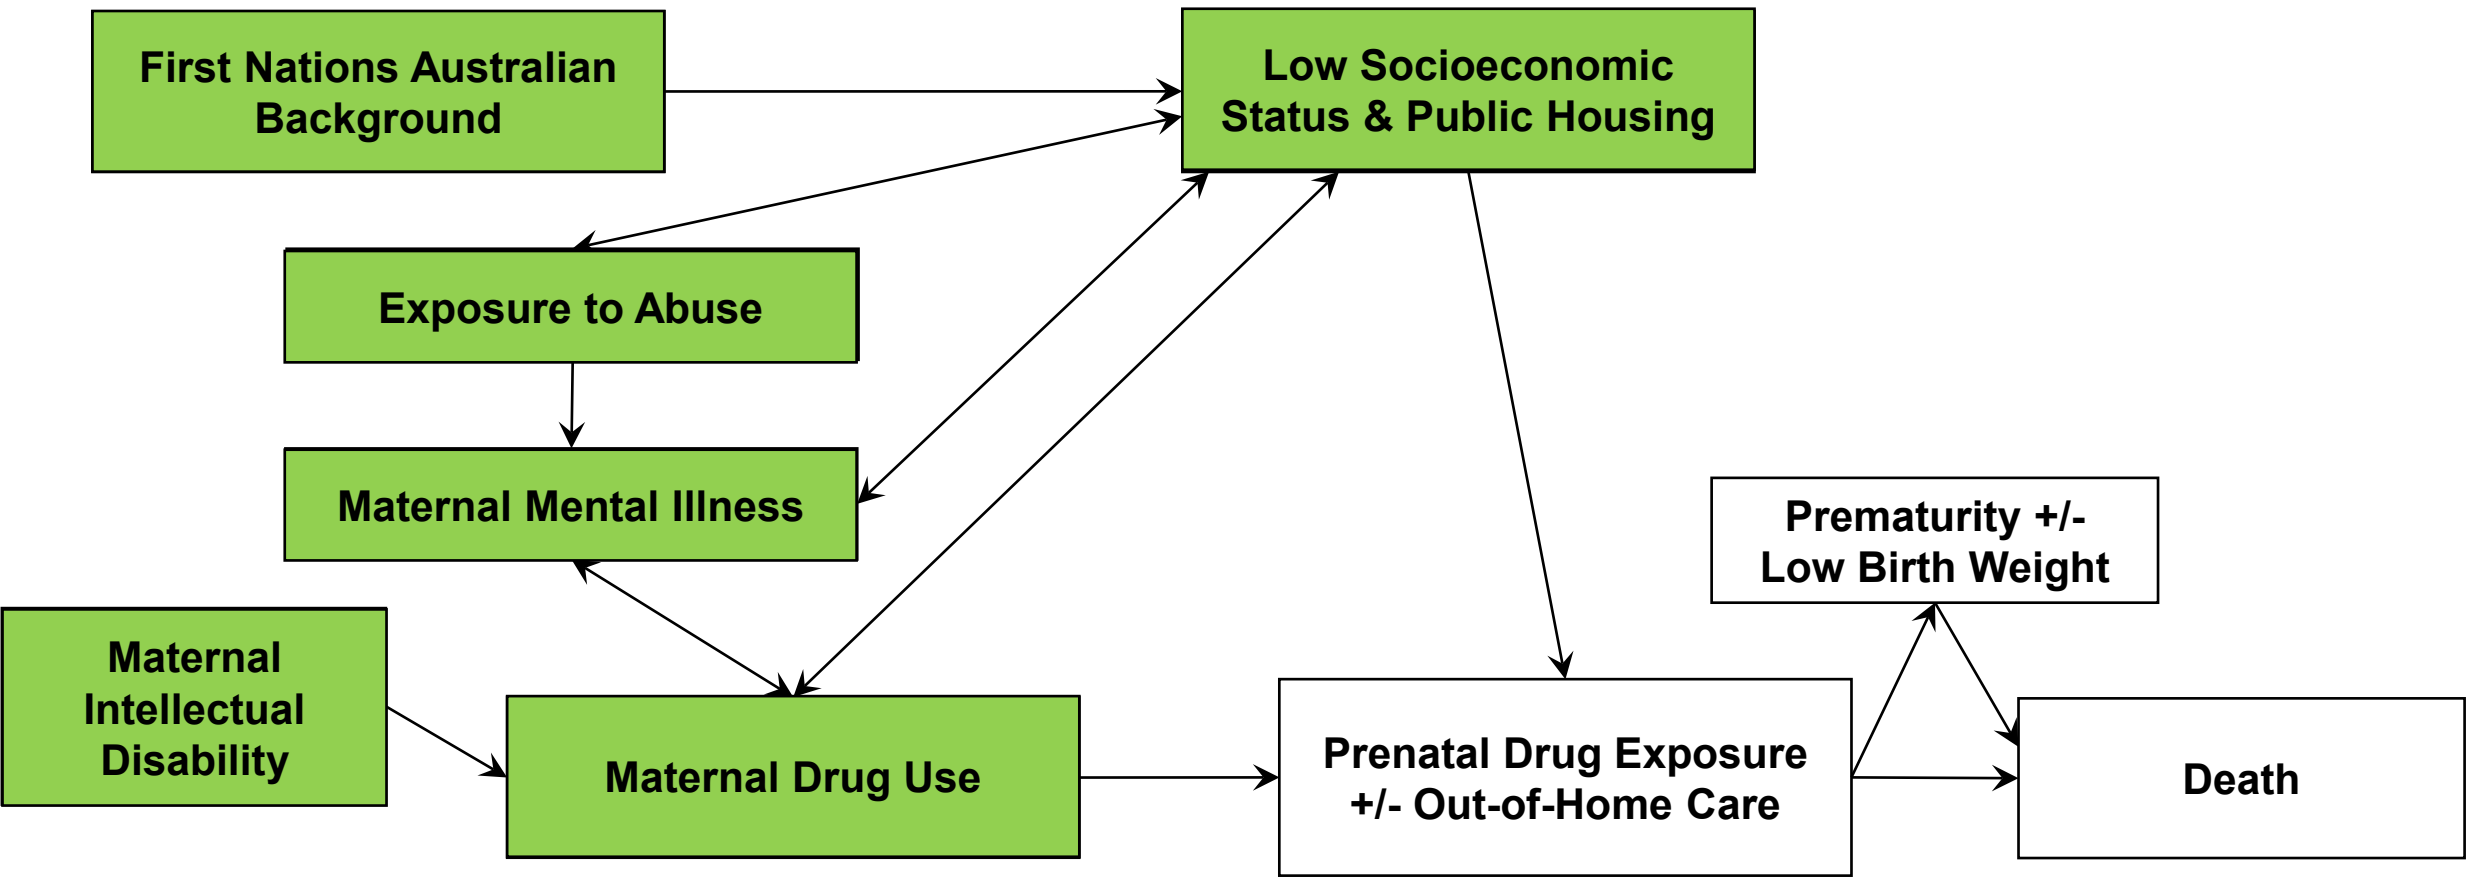 First Nations Australian
Background
Low Socioeconomic
Status & Public Housing
Exposure to Abuse
Maternal Mental Illness
Prematurity +/-
Low Birth Weight
Maternal
Intellectual
Disability
Maternal Drug Use
Prenatal Drug Exposure
+/- Out-of-Home Care
Death